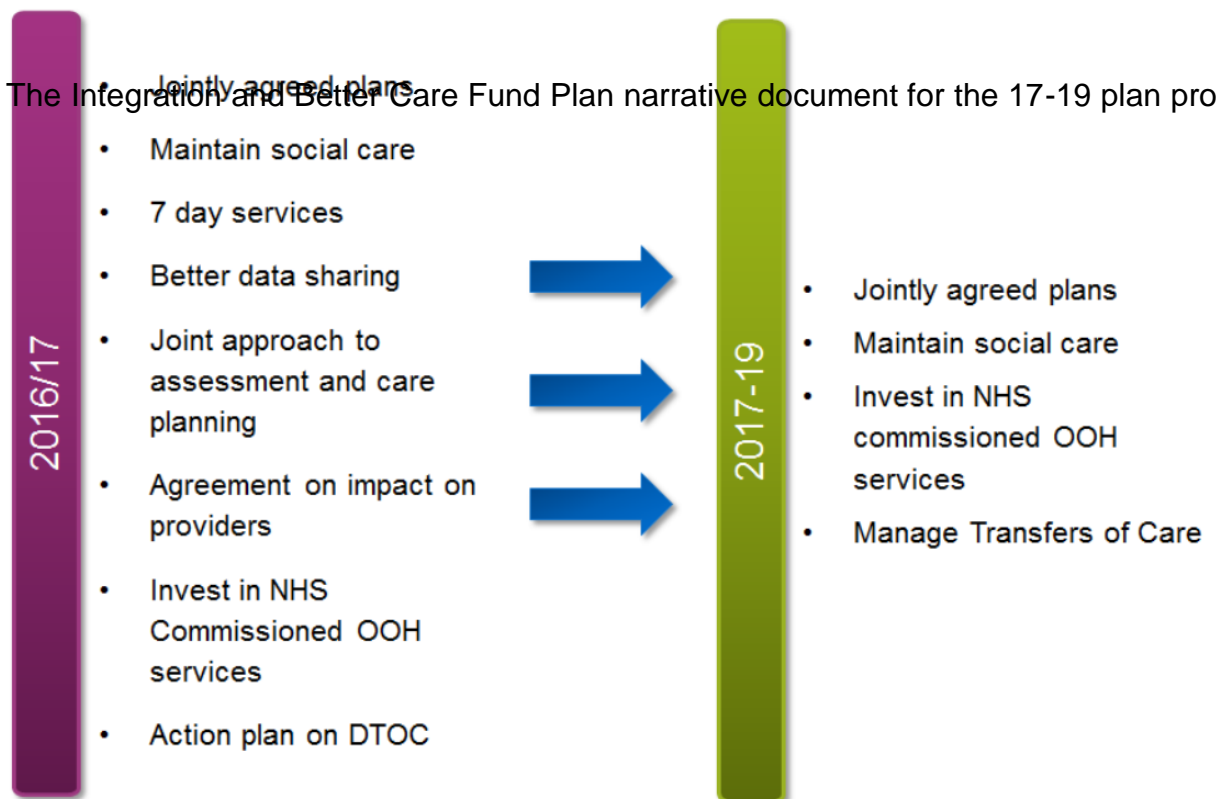 2016/17
• Jointly agreed plans
The Integration and Better Care Fund Plan narrative document for the 17-19 plan pro
• Maintain social care
• 7 day services
• Better data sharing
• Joint approach to
assessment and care
planning
• Agreement on impact on
providers
• Invest in NHS
Commissioned OOH
services
• Action plan on DTOC
2017-19
• Jointly agreed plans
• Maintain social care
• Invest in NHS
commissioned OOH
services
• Manage Transfers of Care